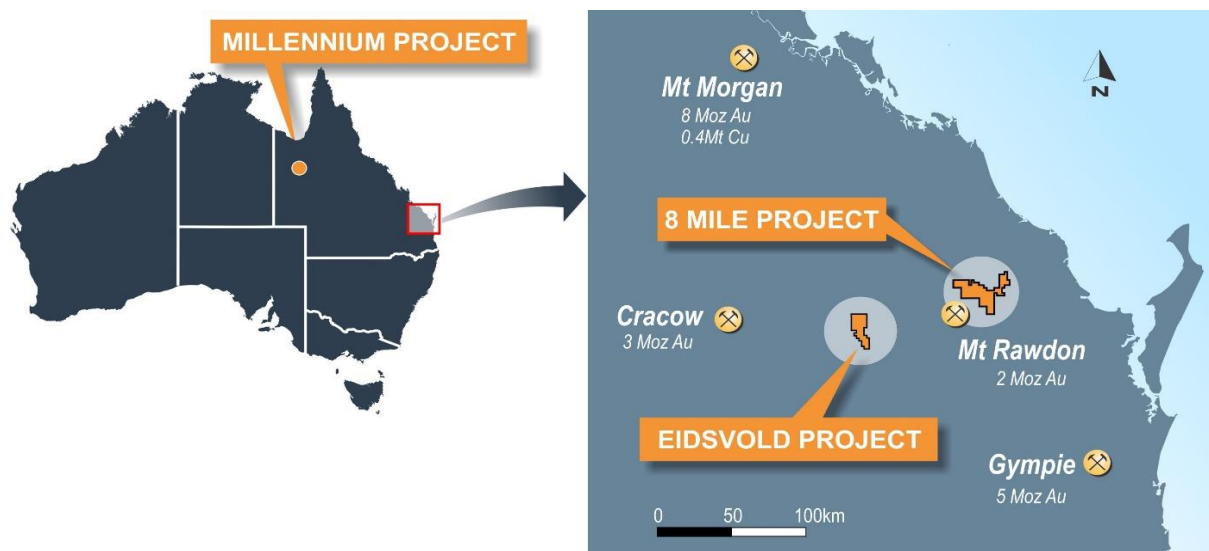 MILLENNIUM PROJECT
Mt Morgan
8 Moz Au
0.4Mt Cu
N
8 MILE PROJECT
Cracow
3 Moz Au
Mt Rawdon
2 Moz Au
EIDSVOLD PROJECT
Gympie
5 Moz Au
0 50 100km